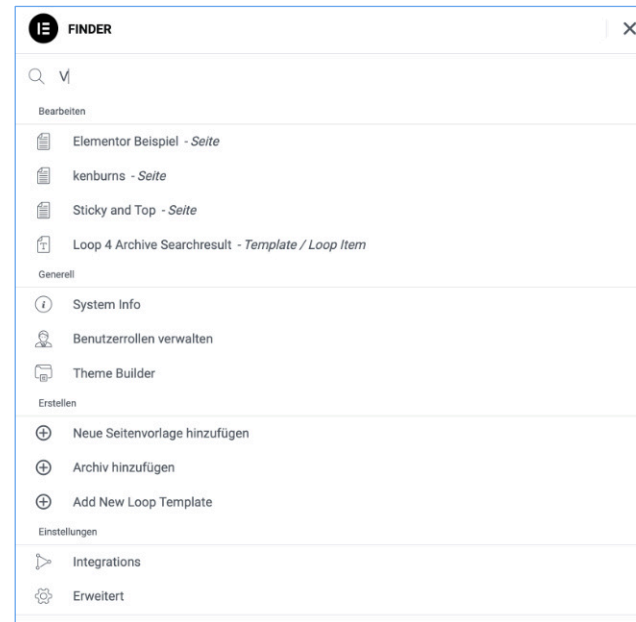 FINDER
V
Bearbeiten
Elementor Beispiel - Seite
kenburns - Seite
Sticky and Top - Seite
Loop 4 Archive Searchresult - Template / Loop Item
Generell
System Info
Benutzerrollen verwalten
Theme Builder
Erstellen
Neue Seitenvorlage hinzufügen
Archiv hinzufügen
Add New Loop Template
Einstellungen
Integrations
Erweitert